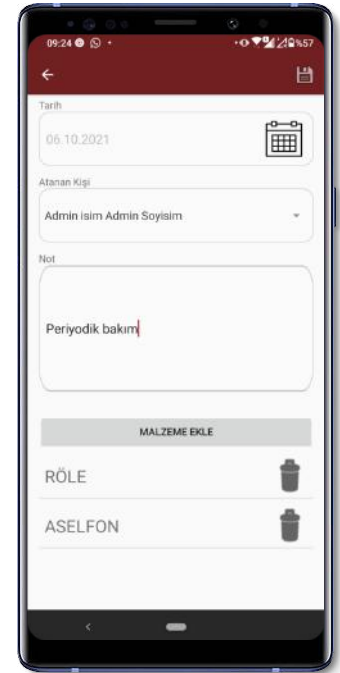 09:24
%57
Tarih
06.10.2021
Atanan Kişi
Admin isim Admin Soyisim
Not
Periyodik bakım
MALZEME EKLE
RÖLE
ASELFON